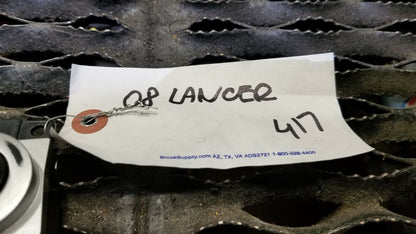 08 LANCER
417
BrookSupply.com AZ, TX, VA ADS2721 1-800-528-4400